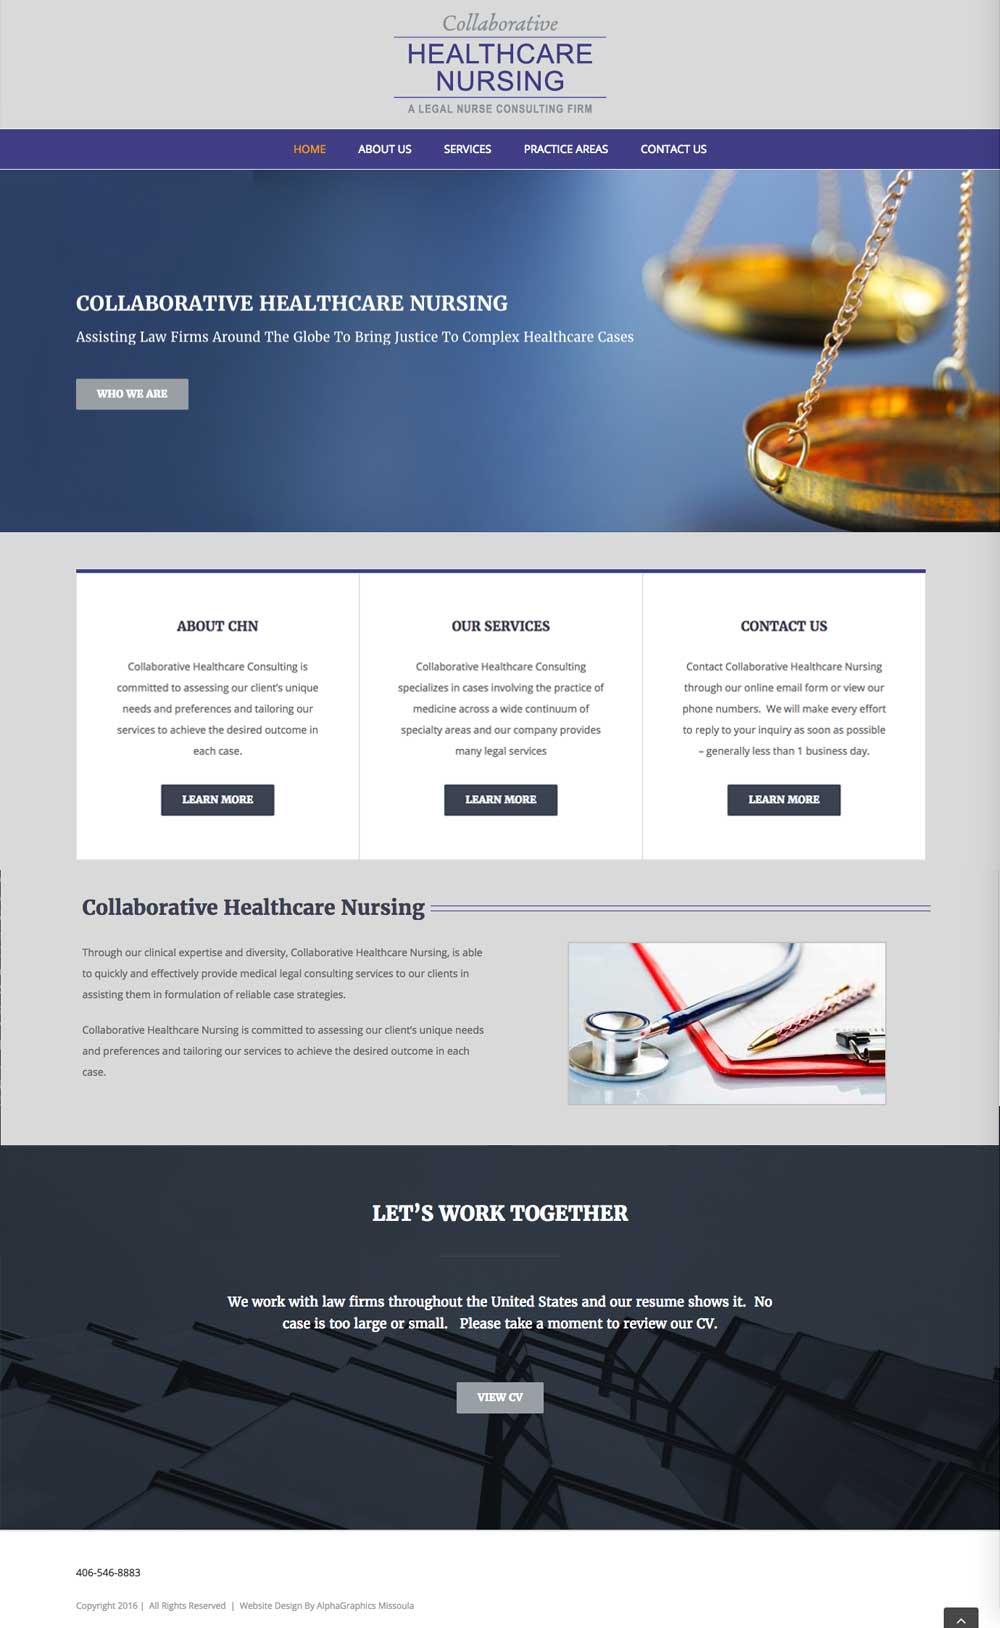 Collaborative
HEALTHCARE
NURSING
A LEGAL NURSE CONSULTING FIRM
HOME ABOUT US SERVICES PRACTICE AREAS CONTACT US
COLLABORATIVE HEALTHCARE NURSING
Assisting Law Firms Around The Globe To Bring Justice To Complex Healthcare Cases
WHO WE ARE
ABOUT CHN
Collaborative Healthcare Consulting is
committed to assessing our client's unique
needs and preferences and tailoring our
services to achieve the desired outcome in
each case.
LEARN MORE
OUR SERVICES
Collaborative Healthcare Consulting
specializes in cases involving the practice of
medicine across a wide continuum of
specialty areas and our company provides
many legal services
LEARN MORE
CONTACT US
Contact Collaborative Healthcare Nursing
through our online email form or view our
phone numbers.  We will make every effort
to reply to your inquiry as soon as possible
– generally less than 1 business day.
LEARN MORE
Collaborative Healthcare Nursing
Through our clinical expertise and diversity, Collaborative Healthcare Nursing, is able
to quickly and effectively provide medical legal consulting services to our clients in
assisting them in formulation of reliable case strategies.
Collaborative Healthcare Nursing is committed to assessing our client's unique needs
and preferences and tailoring our services to achieve the desired outcome in each
case.
LET'S WORK TOGETHER
We work with law firms throughout the United States and our resume shows it.  No
case is too large or small.   Please take a moment to review our CV.
VIEW CV
406-546-8883
Copyright 2016 |  All Rights Reserved  |  Website Design By AlphaGraphics Missoula